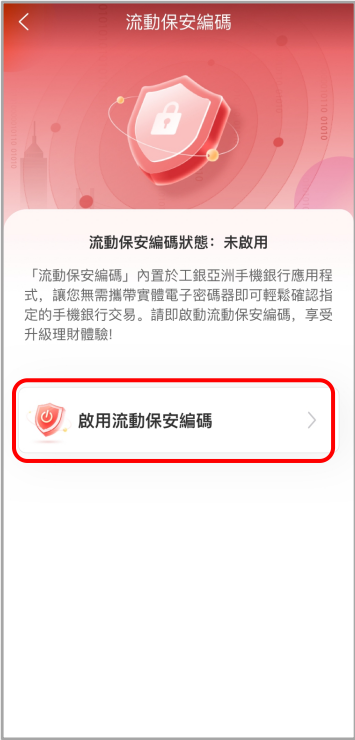 流動保安編碼
流動保安編碼狀態：未啟用
「流動保安編碼」內置於工銀亞洲手機銀行應用程
式，讓您無需攜帶實體電子密碼器即可輕鬆確認指
定的手機銀行交易。請即啟動流動保安編碼，享受
升級理財體驗!
啟用流動保安編碼